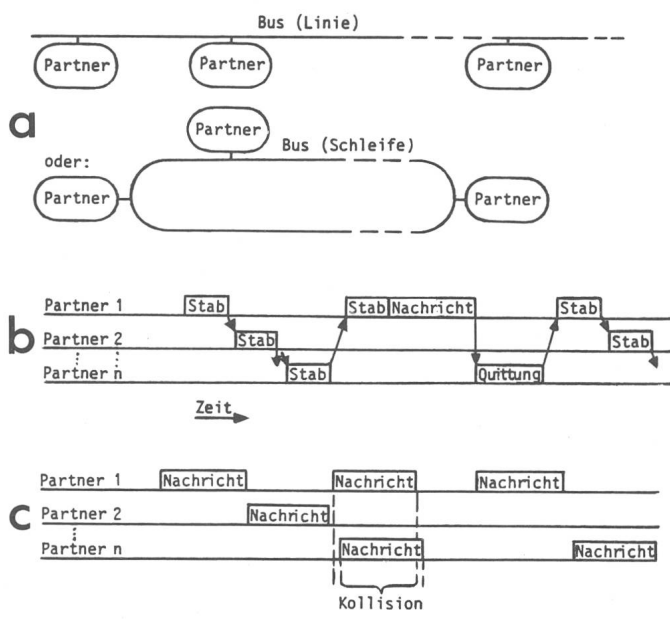 Bus (Linie)
Partner Partner Partner
a
Partner
oder:
Bus (Schleife)
Partner Partner
b
Partner 1 Stab Stab Nachricht Stab
Partner 2 Stab Stab
Partner n Stab Quittung
Zeit
c
Partner 1 Nachricht Nachricht Nachricht
Partner 2 Nachricht
Partner n Nachricht Nachricht
Kollision